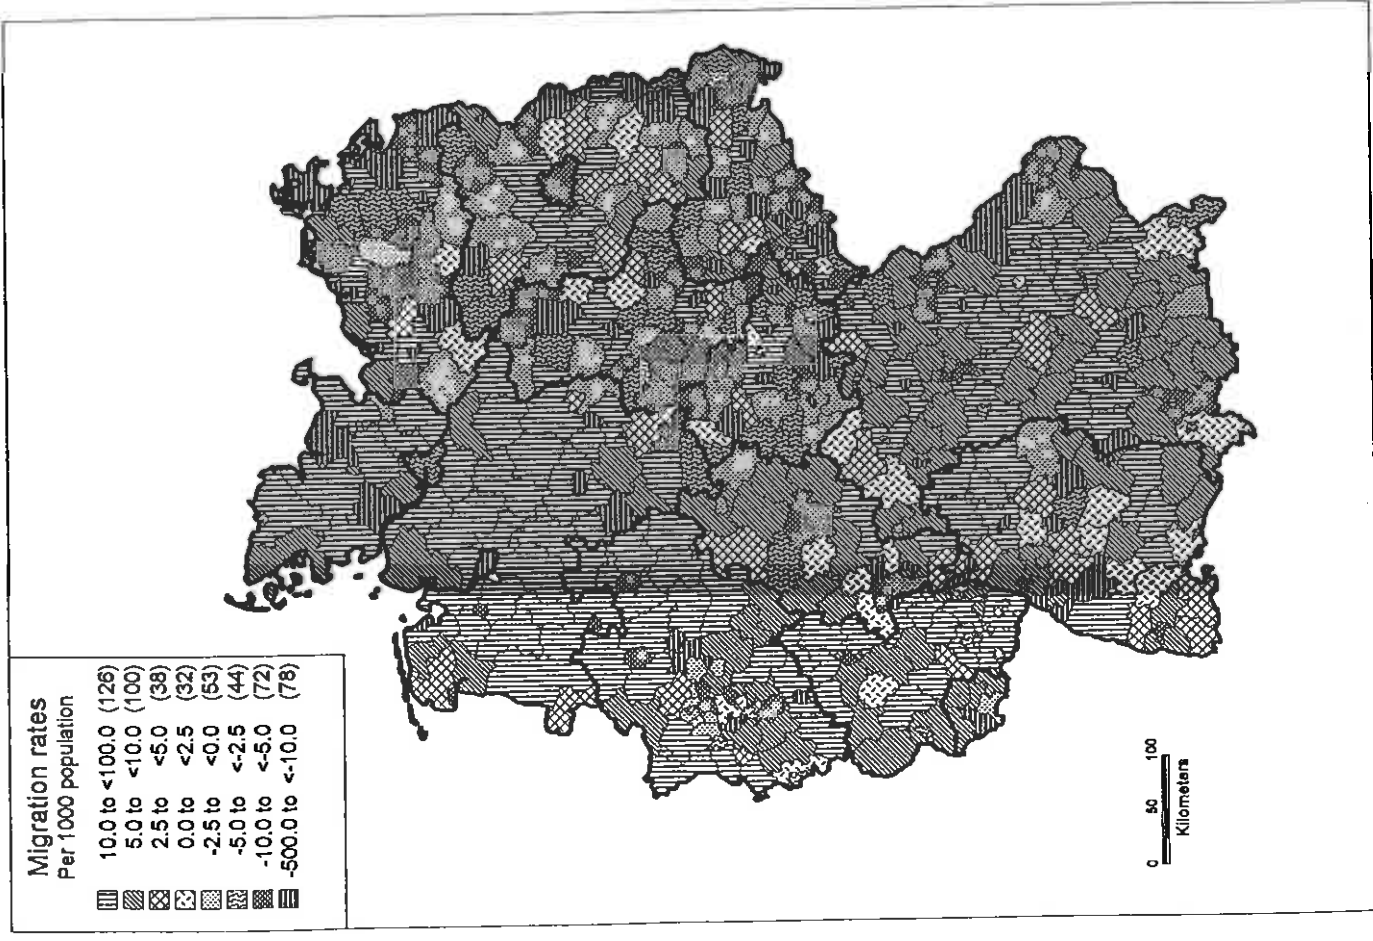 Migration rates
Per 1000 population
10.0 to <100.0 (126)
5.0 to <10.0 (100)
2.5 to <5.0 (38)
0.0 to <2.5 (32)
-2.5 to <0.0 (53)
-5.0 to <-2.5 (44)
-10.0 to <-5.0 (72)
-500.0 to <-10.0 (78)
0 50 100
Kilometers